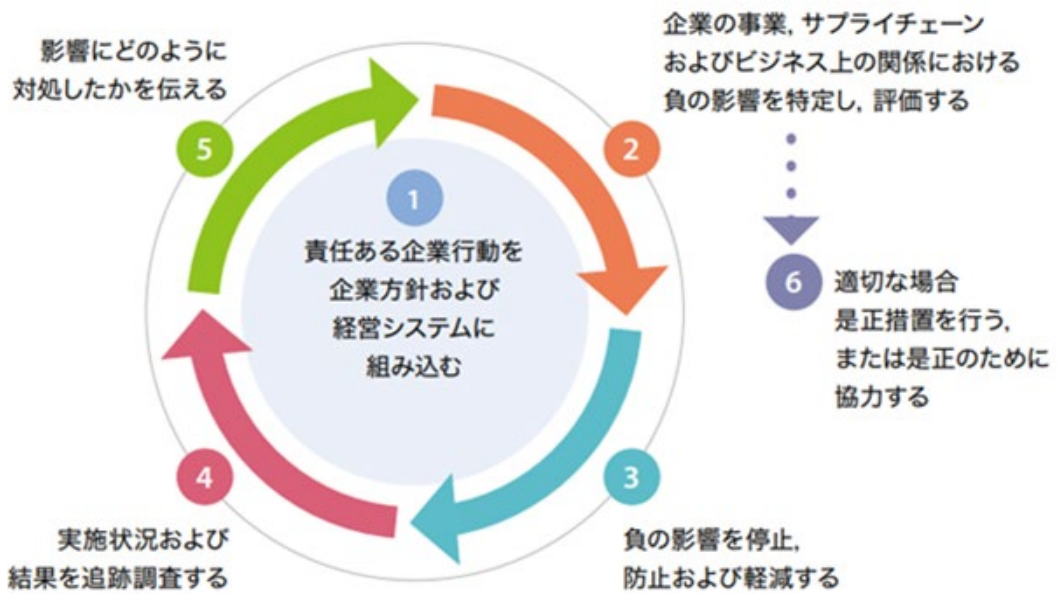 1
責任ある企業行動を
企業方針および
経営システムに
組み込む
2
企業の事業, サプライチェーン
およびビジネス上の関係における
負の影響を特定し, 評価する
3
負の影響を停止,
防止および軽減する
4
実施状況および
結果を追跡調査する
5
影響にどのように
対処したかを伝える
6
適切な場合
是正措置を行う,
または是正のために
協力する